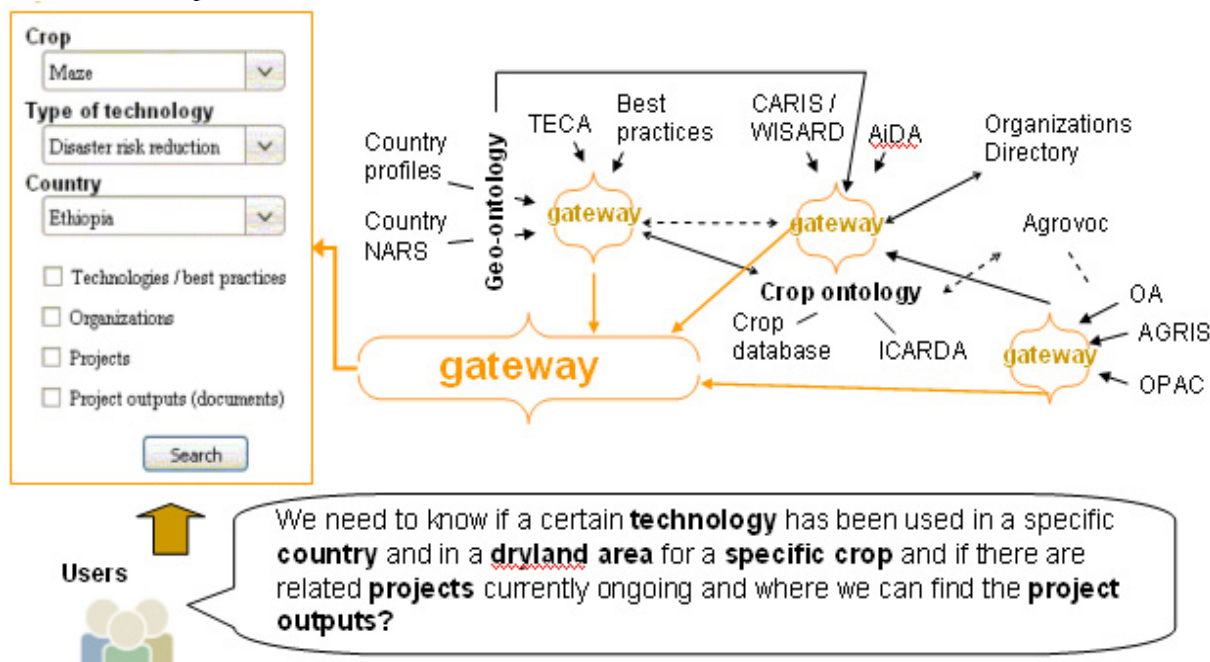 Crop
Maze
Type of technology
Disaster risk reduction
Country
Ethiopia
Technologies / best practices
Organizations
Projects
Project outputs (documents)
Search
Country
profiles
Country
NARS
Geo-ontology
TECA
Best
practices
CARIS /
WISARD
AiDA
Organizations
Directory
gateway
gateway
Agrovoc
Crop ontology
Crop
database
ICARDA
OA
AGRIS
OPAC
gateway
gateway
Users
We need to know if a certain technology has been used in a specific
country and in a dryland area for a specific crop and if there are
related projects currently ongoing and where we can find the project
outputs?